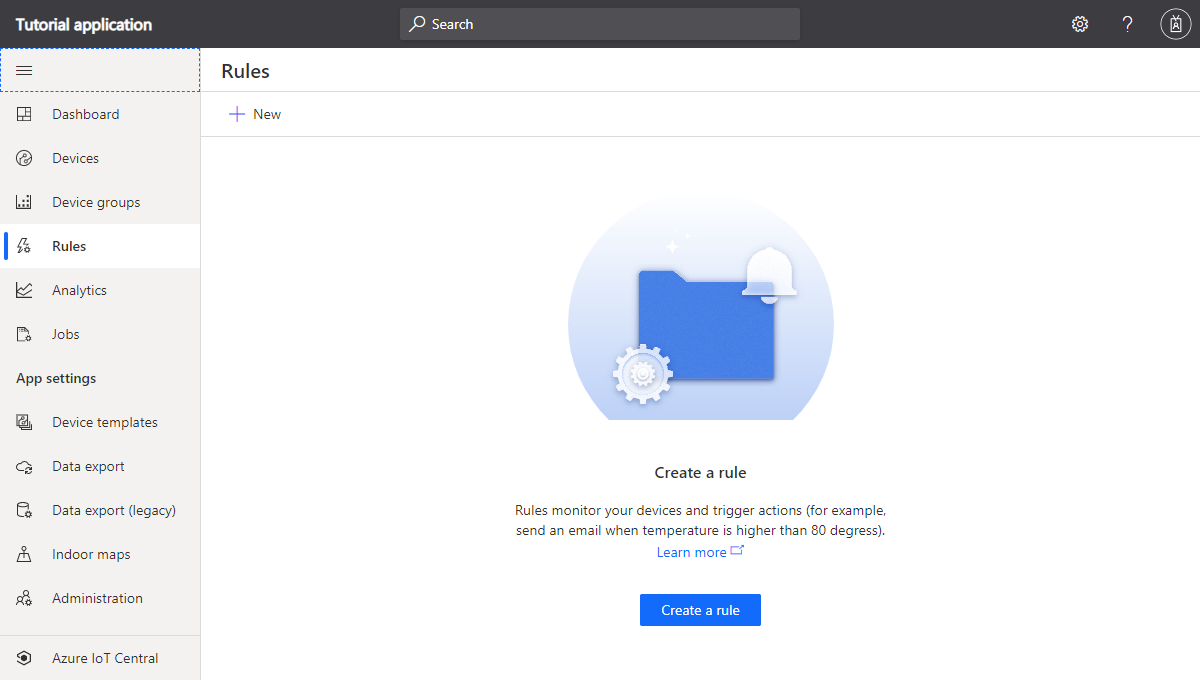 Tutorial application
Search
?
Rules
New
Dashboard
Devices
Device groups
Rules
Analytics
Jobs
App settings
Device templates
Data export
Data export (legacy)
Indoor maps
Administration
Azure IoT Central
Create a rule
Rules monitor your devices and trigger actions (for example,
send an email when temperature is higher than 80 degress).
Learn more
Create a rule